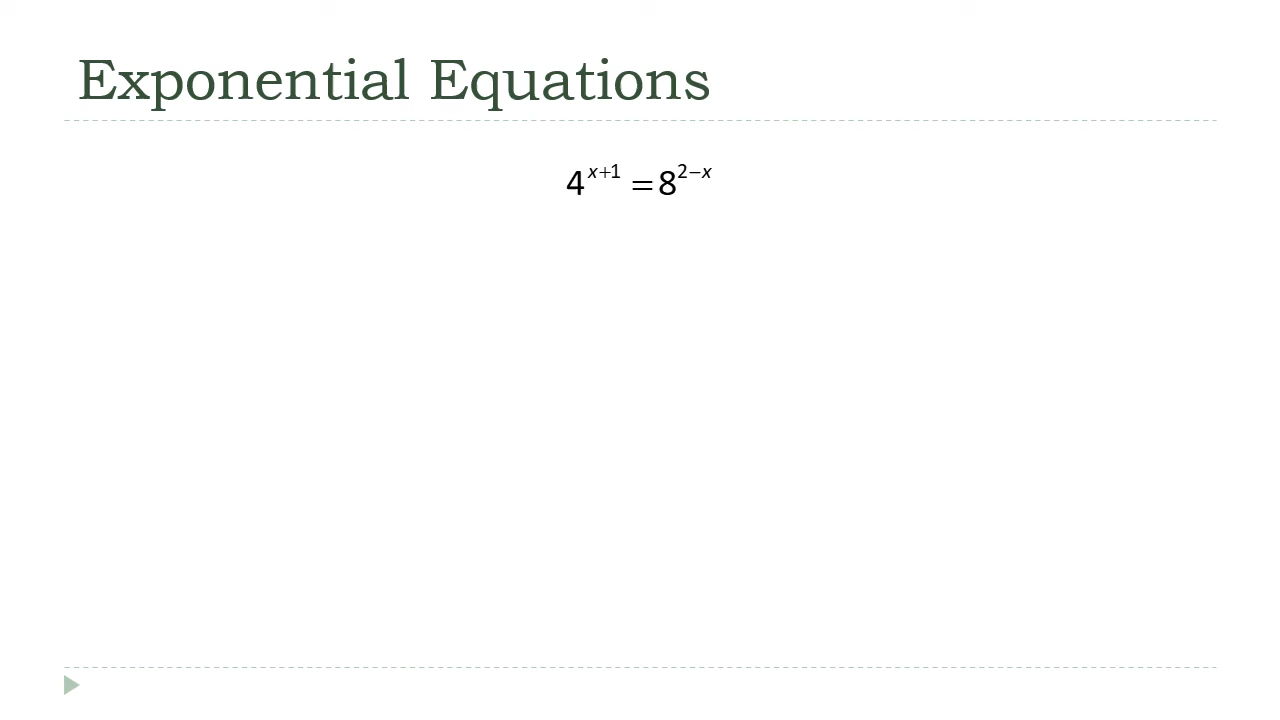 Exponential Equations
4^{x+1} = 8^{2−x}